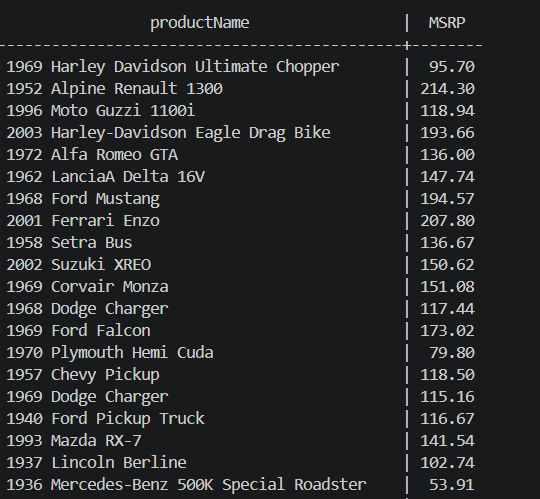 productName | MSRP
----------------------------------------------+--------
1969 Harley Davidson Ultimate Chopper | 95.70
1952 Alpine Renault 1300 | 214.30
1996 Moto Guzzi 1100i | 118.94
2003 Harley-Davidson Eagle Drag Bike | 193.66
1972 Alfa Romeo GTA | 136.00
1962 LanciaA Delta 16V | 147.74
1968 Ford Mustang | 194.57
2001 Ferrari Enzo | 207.80
1958 Setra Bus | 136.67
2002 Suzuki XREO | 150.62
1969 Corvair Monza | 151.08
1968 Dodge Charger | 117.44
1969 Ford Falcon | 173.02
1970 Plymouth Hemi Cuda | 79.80
1957 Chevy Pickup | 118.50
1969 Dodge Charger | 115.16
1940 Ford Pickup Truck | 116.67
1993 Mazda RX-7 | 141.54
1937 Lincoln Berline | 102.74
1936 Mercedes-Benz 500K Special Roadster | 53.91